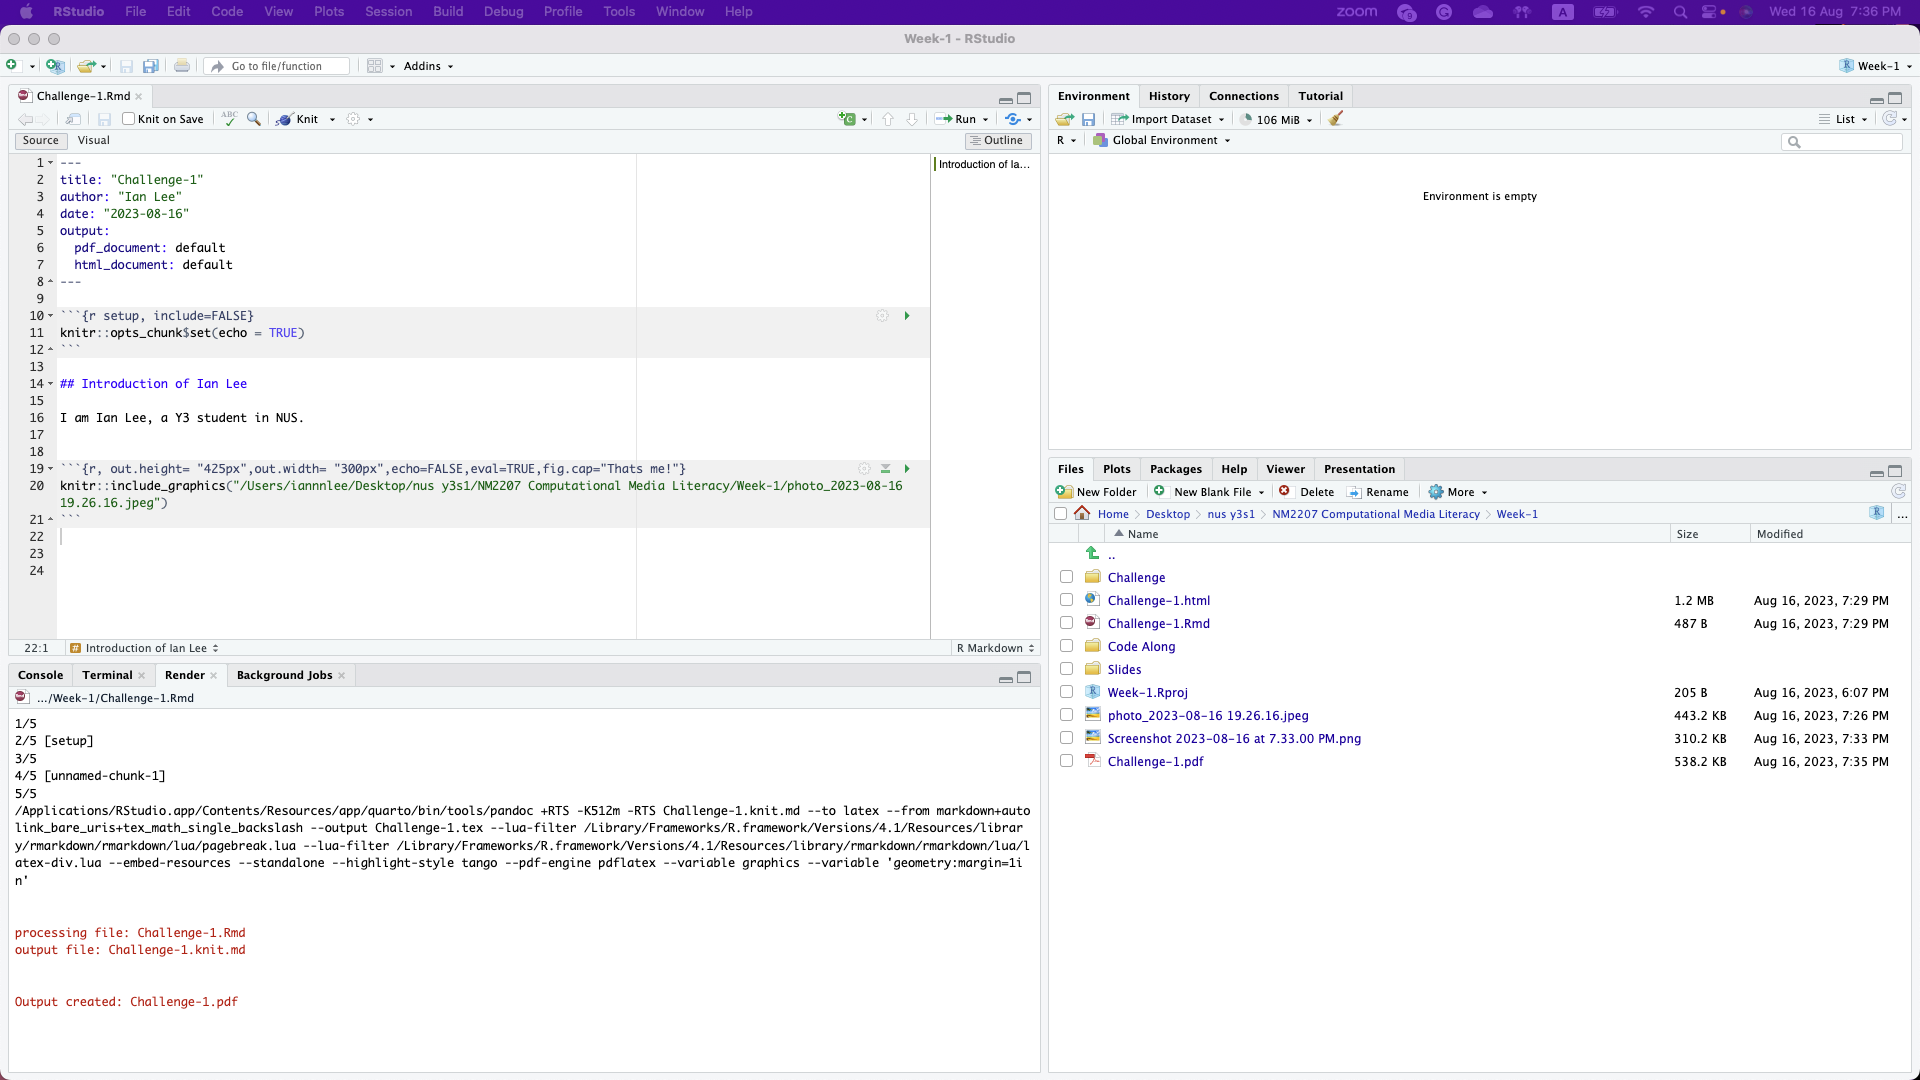 RStudio File Edit Code View Plots Session Build Debug Profile Tools Window Help zoom A Wed 16 Aug 7:36 PM
Week-1 - RStudio
Go to file/function Addins Week-1
Challenge-1.Rmd
Knit on Save ABC Knit Run
Source Visual Outline
1 ---
2 title: "Challenge-1"
3 author: "Ian Lee"
4 date: "2023-08-16"
5 output:
6 pdf_document: default
7 html_document: default
8 ---
9
10 ```{r setup, include=FALSE}
11 knitr::opts_chunk$set(echo = TRUE)
12 ```
13
14 ## Introduction of Ian Lee
15
16 I am Ian Lee, a Y3 student in NUS.
17
18
19 ```{r, out.height= "425px",out.width= "300px",echo=FALSE,eval=TRUE,fig.cap="Thats me!"}
20 knitr::include_graphics("/Users/iannnlee/Desktop/nus y3s1/NM2207 Computational Media Literacy/Week-1/photo_2023-08-16
19.26.16.jpeg")
21 ```
22
23
24
Introduction of Ia...
22:1 # Introduction of Ian Lee R Markdown
Console Terminal Render Background Jobs
.../Week-1/Challenge-1.Rmd
1/5
2/5 [setup]
3/5
4/5 [unnamed-chunk-1]
5/5
/Applications/RStudio.app/Contents/Resources/app/quarto/bin/tools/pandoc +RTS -K512m -RTS Challenge-1.knit.md --to latex --from markdown+auto
link_bare_uris+tex_math_single_backslash --output Challenge-1.tex --lua-filter /Library/Frameworks/R.framework/Versions/4.1/Resources/librar
y/rmarkdown/rmarkdown/lua/pagebreak.lua --lua-filter /Library/Frameworks/R.framework/Versions/4.1/Resources/library/rmarkdown/rmarkdown/lua/l
atex-div.lua --embed-resources --standalone --highlight-style tango --pdf-engine pdflatex --variable graphics --variable 'geometry:margin=1i
n'
processing file: Challenge-1.Rmd
output file: Challenge-1.knit.md
Output created: Challenge-1.pdf
Environment History Connections Tutorial
Import Dataset 106 MiB List
R Global Environment
Environment is empty
Files Plots Packages Help Viewer Presentation
New Folder New Blank File Delete Rename More
Home Desktop nus y3s1 NM2207 Computational Media Literacy Week-1 ...
Name Size Modified
..
Challenge
Challenge-1.html 1.2 MB Aug 16, 2023, 7:29 PM
Challenge-1.Rmd 487 B Aug 16, 2023, 7:29 PM
Code Along
Slides
Week-1.Rproj 205 B Aug 16, 2023, 6:07 PM
photo_2023-08-16 19.26.16.jpeg 443.2 KB Aug 16, 2023, 7:26 PM
Screenshot 2023-08-16 at 7.33.00 PM.png 310.2 KB Aug 16, 2023, 7:33 PM
Challenge-1.pdf 538.2 KB Aug 16, 2023, 7:35 PM